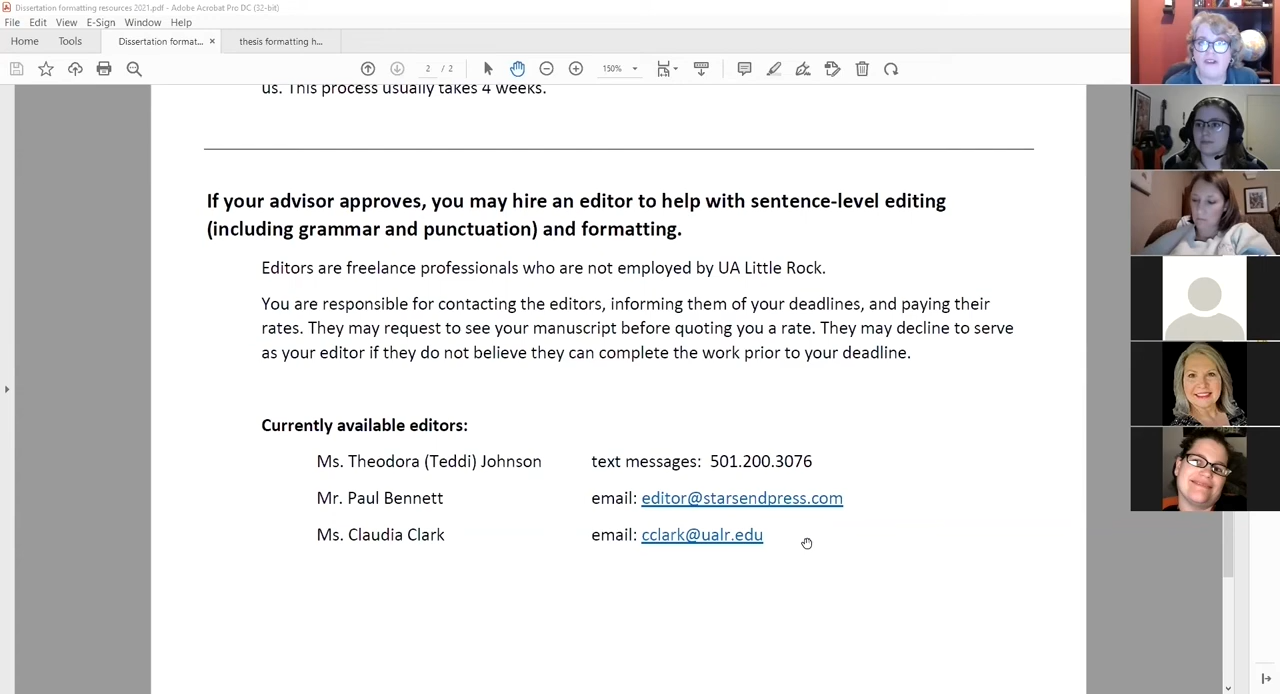 Dissertation formatting resources 2021.pdf - Adobe Acrobat Pro DC (32-bit)
File Edit View E-Sign Window Help
Home Tools Dissertation format... × thesis formatting h...
2 / 2 150%
us. This process usually takes 4 weeks.
If your advisor approves, you may hire an editor to help with sentence-level editing
(including grammar and punctuation) and formatting.
Editors are freelance professionals who are not employed by UA Little Rock.
You are responsible for contacting the editors, informing them of your deadlines, and paying their
rates. They may request to see your manuscript before quoting you a rate. They may decline to serve
as your editor if they do not believe they can complete the work prior to your deadline.
Currently available editors:
Ms. Theodora (Teddi) Johnson text messages: 501.200.3076
Mr. Paul Bennett email: editor@starsendpress.com
Ms. Claudia Clark email: cclark@ualr.edu